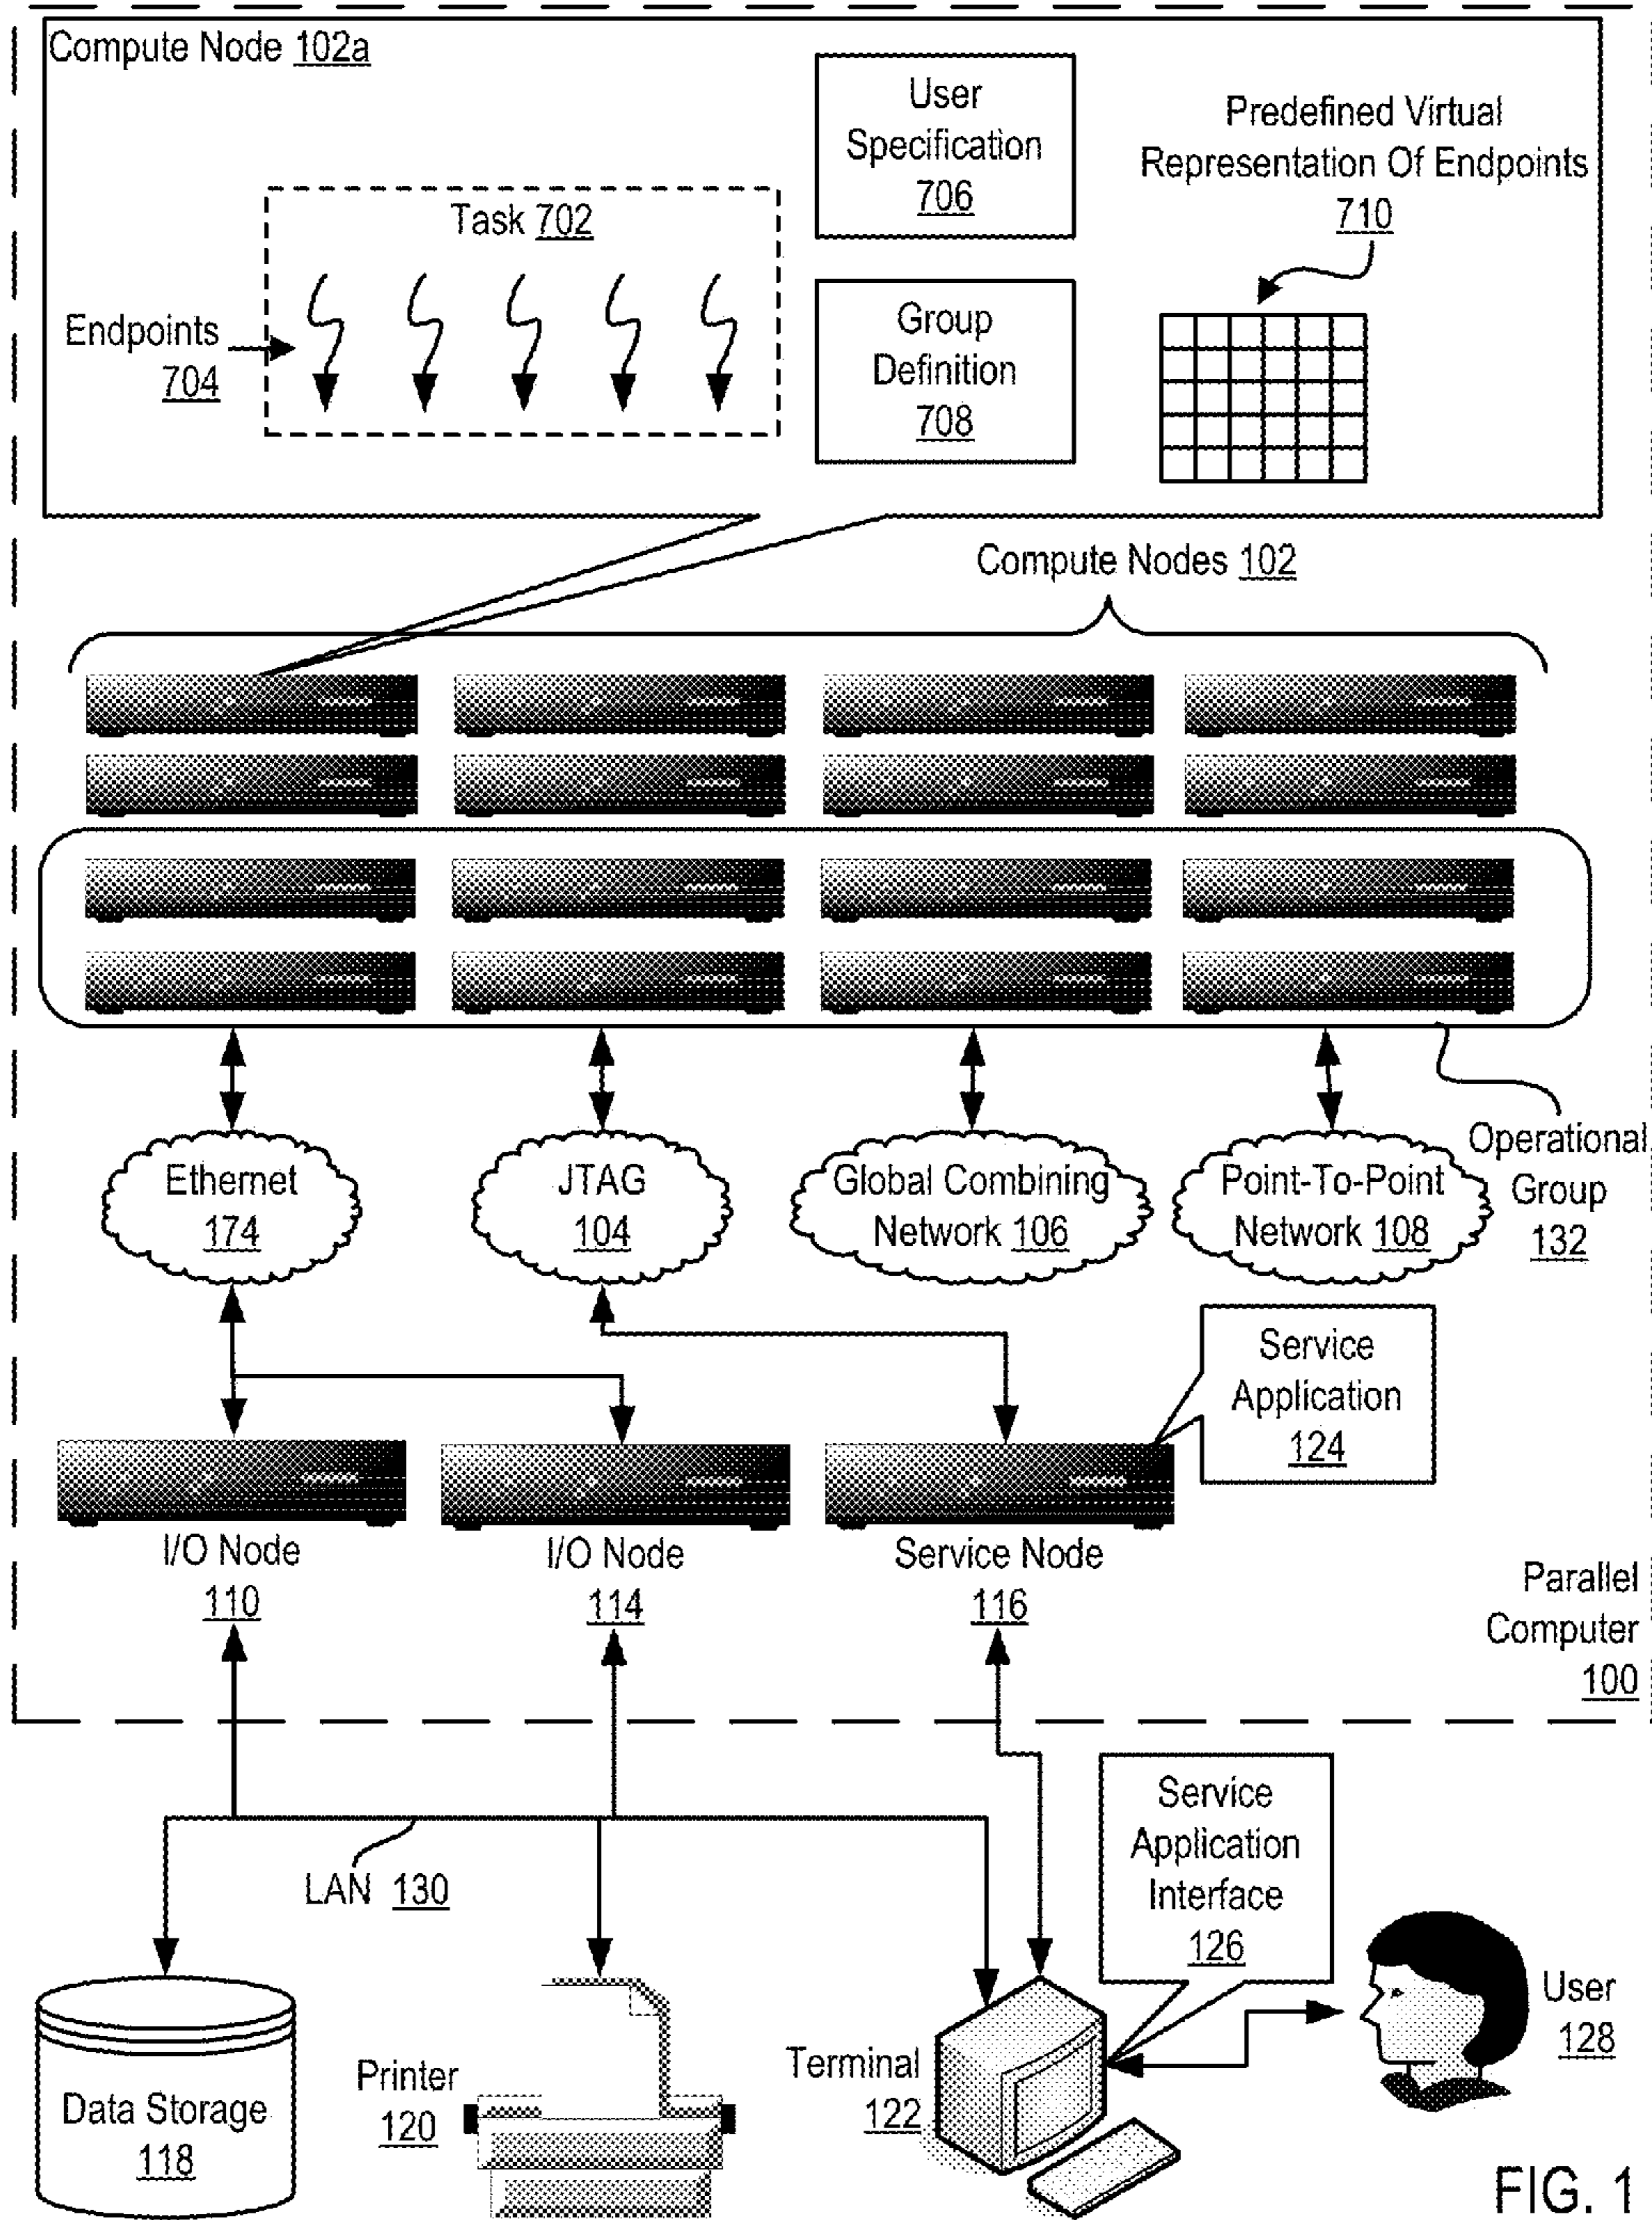 Compute Node 102a
User
Specification
706
Predefined Virtual
Representation Of Endpoints
710
Task 702
Endpoints
704
Group
Definition
708
Compute Nodes 102
Ethernet
174
JTAG
104
Global Combining
Network 106
Point-To-Point
Network 108
Operational
Group
132
Service
Application
124
I/O Node
110
I/O Node
114
Service Node
116
Parallel
Computer
100
LAN 130
Service
Application
Interface
126
Data Storage
118
Printer
120
Terminal
122
User
128
FIG. 1